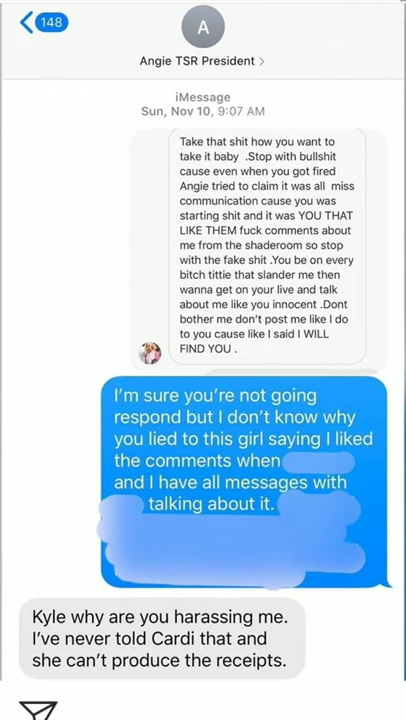 148
A
Angie TSR President >
iMessage
Sun, Nov 10, 9:07 AM
Take that shit how you want to
take it baby .Stop with bullshit
cause even when you got fired
Angie tried to claim it was all miss
communication cause you was
starting shit and it was YOU THAT
LIKE THEM fuck comments about
me from the shaderoom so stop
with the fake shit .You be on every
bitch tittie that slander me then
wanna get on your live and talk
about me like you innocent .Dont
bother me don't post me like I do
to you cause like I said I WILL
FIND YOU .
I'm sure you're not going
respond but I don't know why
you lied to this girl saying I liked
the comments when
and I have all messages with
talking about it.
Kyle why are you harassing me.
I've never told Cardi that and
she can't produce the receipts.